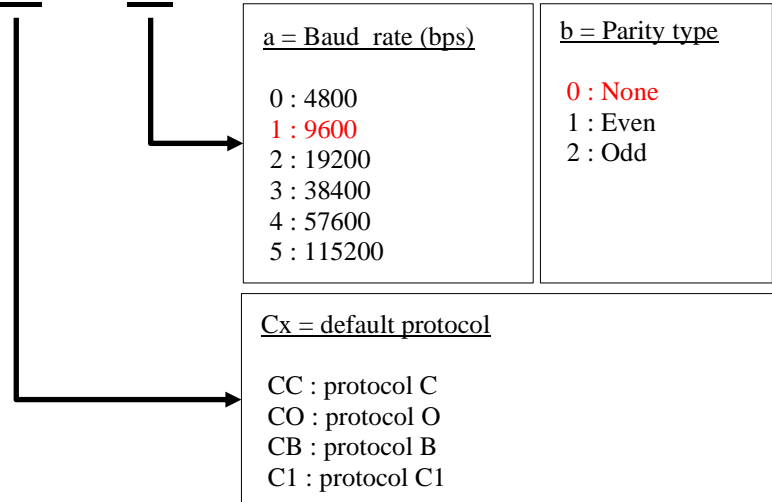 a = Baud rate (bps)
0 : 4800
1 : 9600
2 : 19200
3 : 38400
4 : 57600
5 : 115200
b = Parity type
0 : None
1 : Even
2 : Odd
Cx = default protocol
CC : protocol C
CO : protocol O
CB : protocol B
C1 : protocol C1